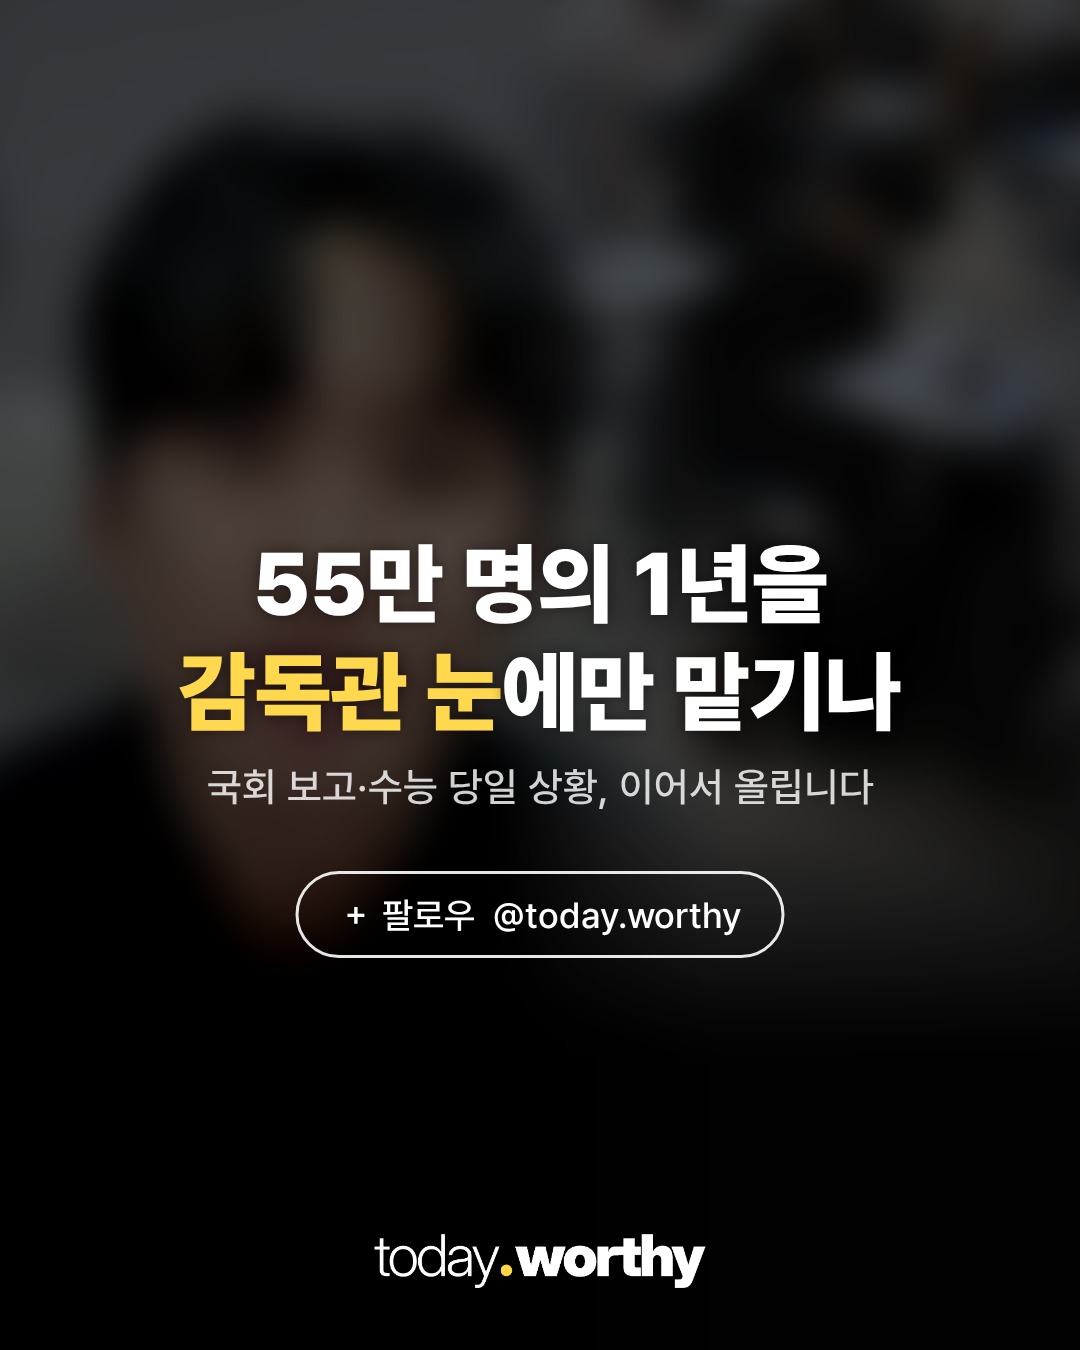 55만 명의 1년을
감독관 눈에만 맡기나
국회 보고·수능 당일 상황, 이어서 올립니다
+ 팔로우 @today.worthy
today.worthy